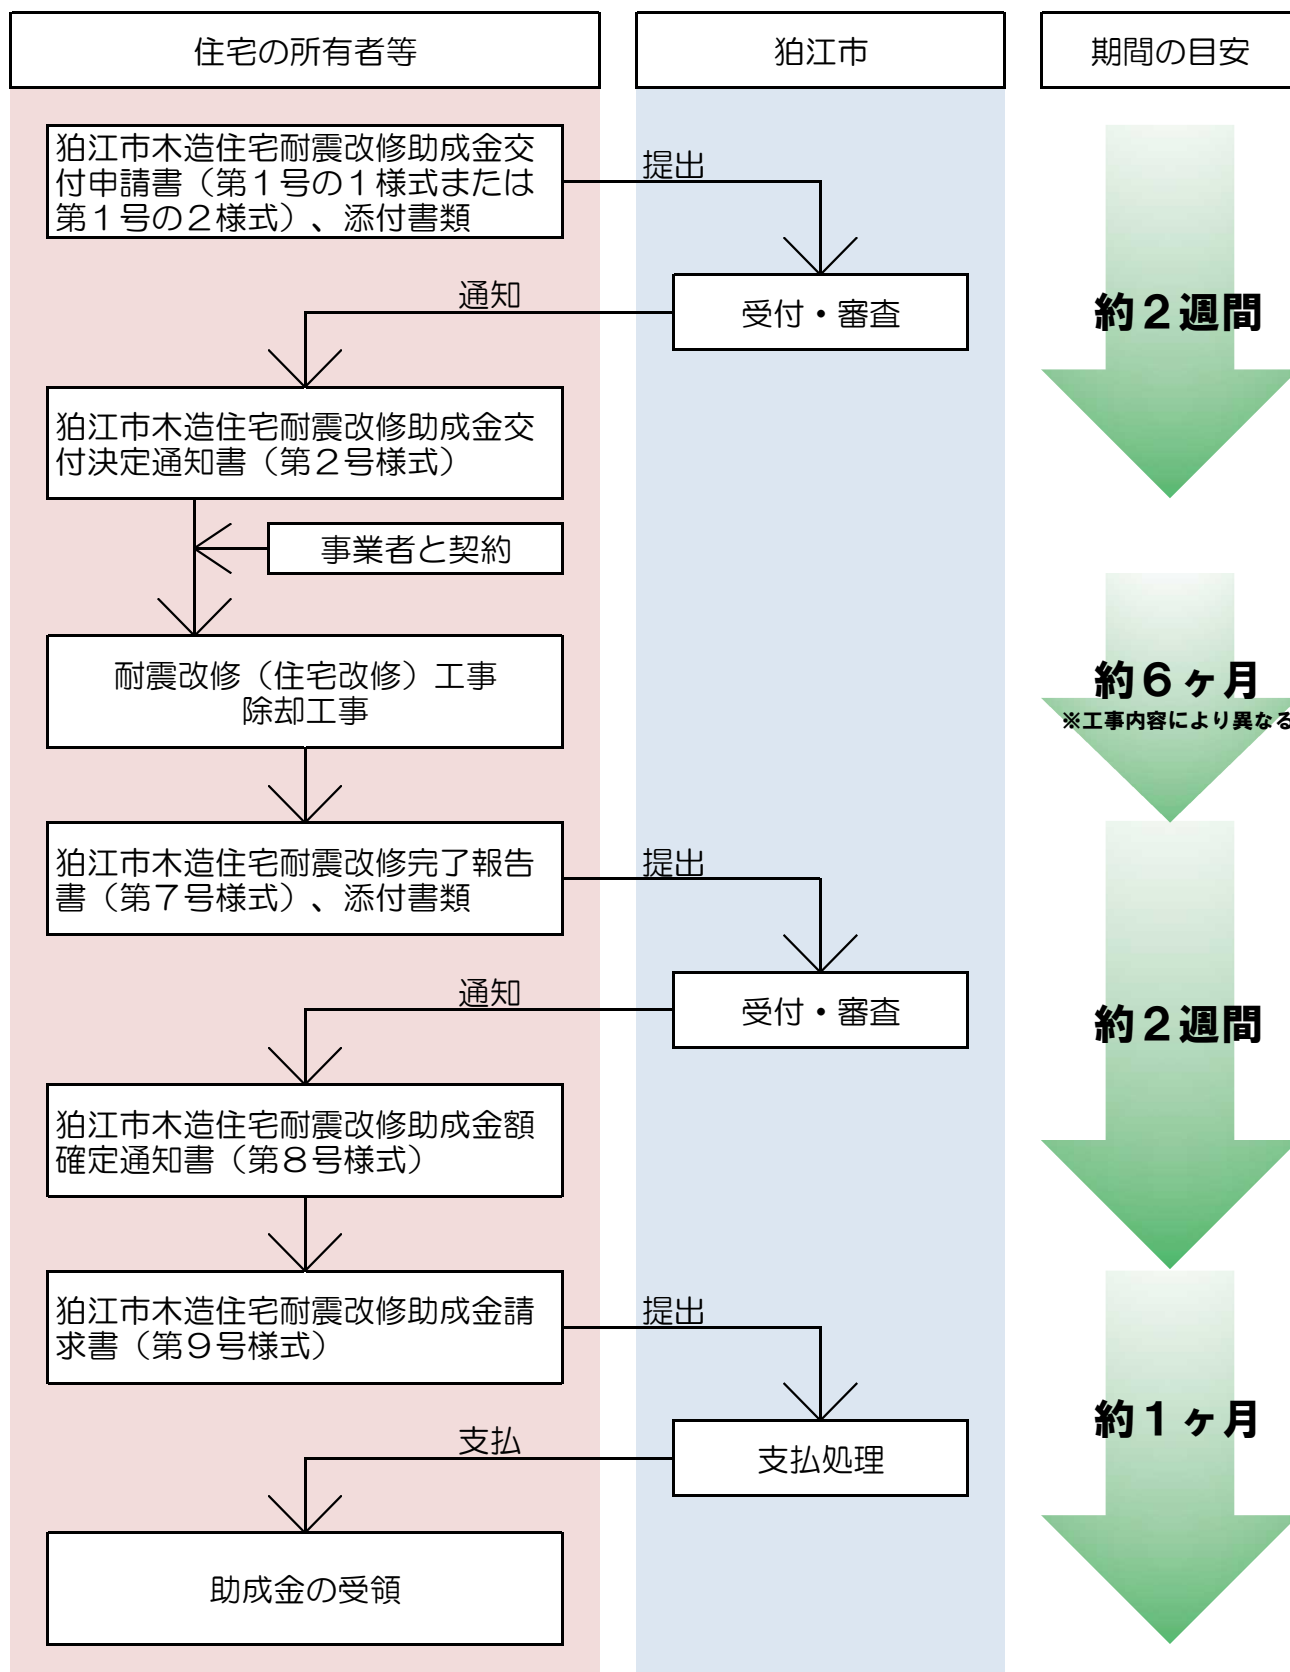 住宅の所有者等
狛江市
期間の目安
狛江市木造住宅耐震改修助成金交
付申請書（第１号の１様式または
第１号の２様式）、添付書類
提出
通知
受付・審査
約２週間
狛江市木造住宅耐震改修助成金交
付決定通知書（第２号様式）
事業者と契約
耐震改修（住宅改修）工事
除却工事
約６ヶ月
※工事内容により異なる
狛江市木造住宅耐震改修完了報告
書（第７号様式）、添付書類
提出
通知
受付・審査
約２週間
狛江市木造住宅耐震改修助成金額
確定通知書（第８号様式）
狛江市木造住宅耐震改修助成金請
求書（第９号様式）
提出
支払
支払処理
約１ヶ月
助成金の受領